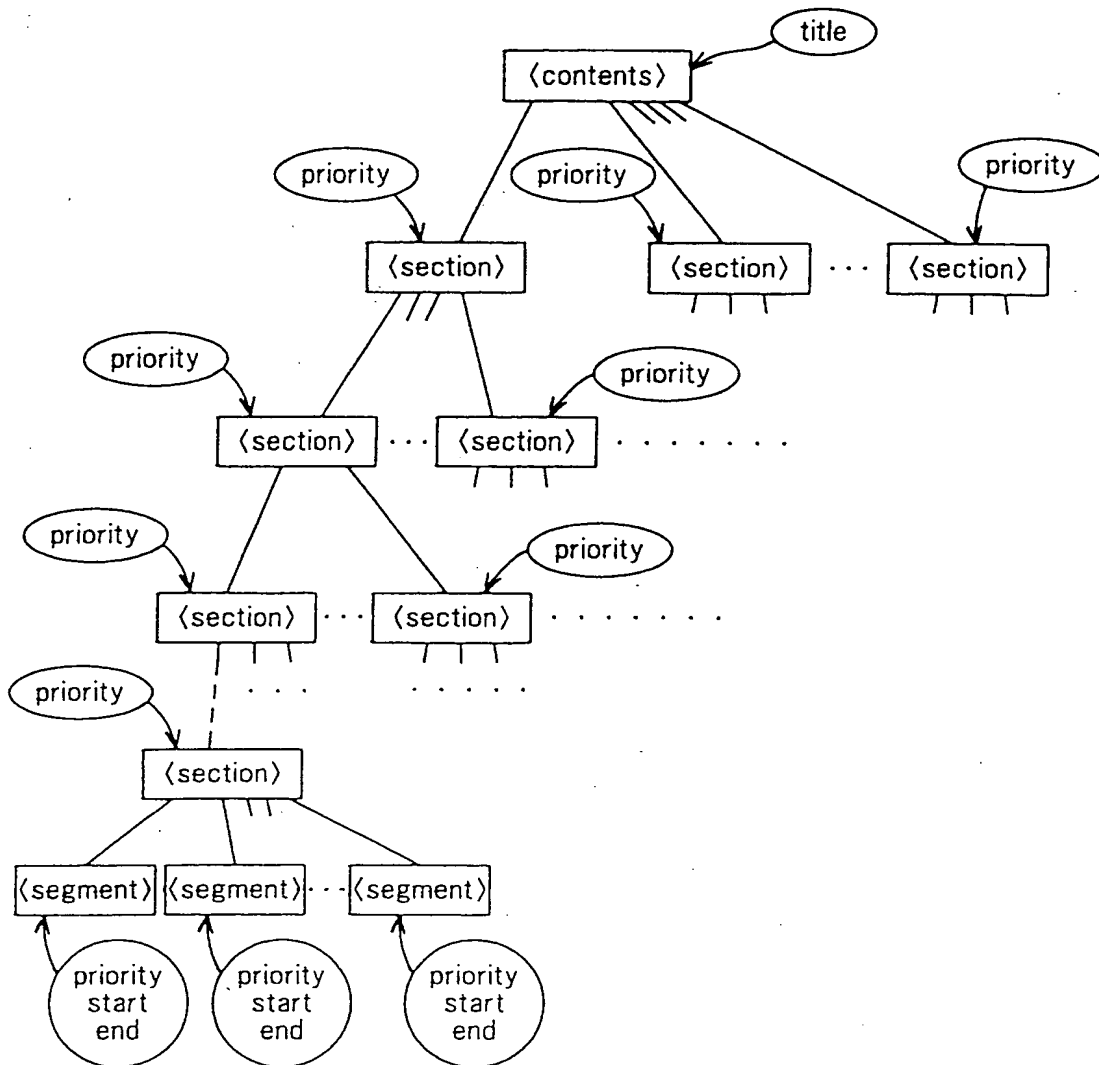 title
〈contents〉
priority
priority
priority
〈section〉
〈section〉
. . .
〈section〉
priority
priority
〈section〉
. . .
〈section〉
. . . . . . . .
priority
priority
〈section〉
. . .
〈section〉
. . . . . . . .
priority
. . . .
. . . . . .
〈section〉
〈segment〉
〈segment〉
. . .
〈segment〉
priority
start
end
priority
start
end
priority
start
end